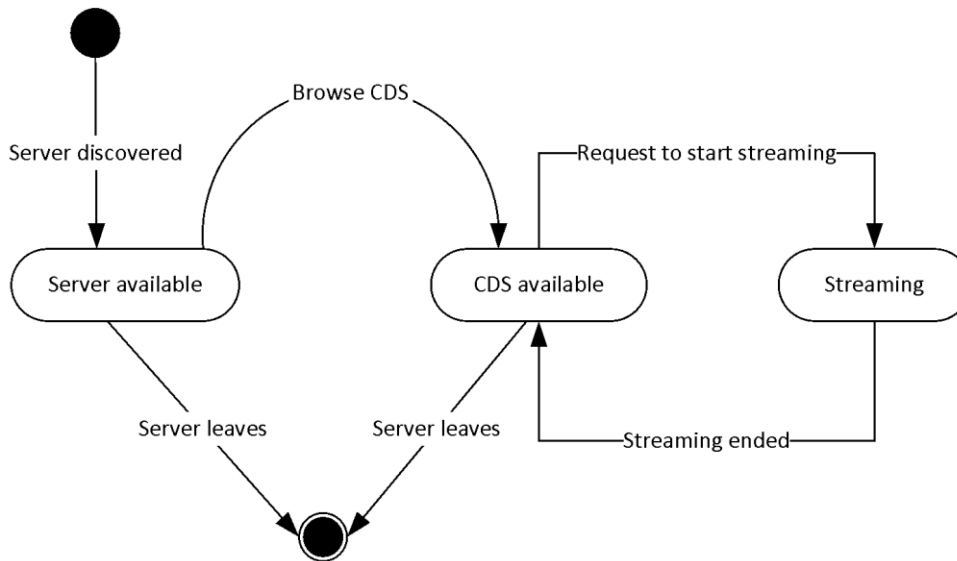 Browse CDS
Server discovered
Request to start streaming
Server available
CDS available
Streaming
Server leaves
Server leaves
Streaming ended